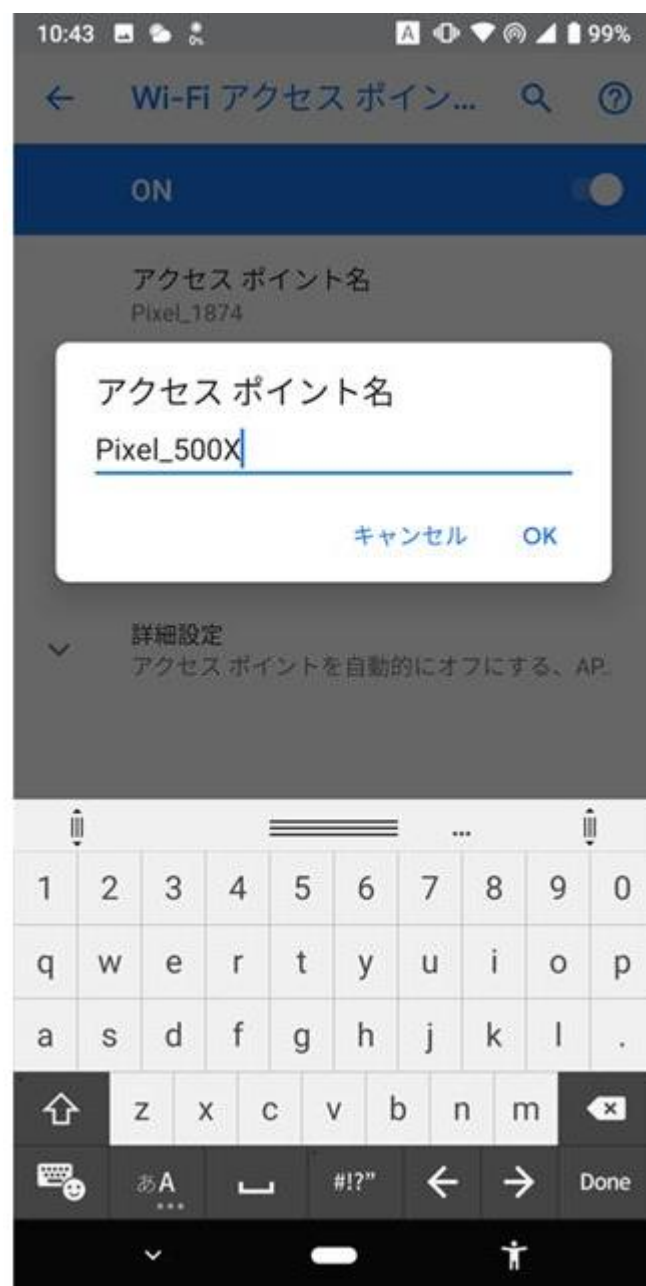 10:43 A 99%
Wi-Fi アクセス ポイン...
ON
アクセス ポイント名
Pixel_1874
アクセス ポイント名
Pixel_500X
キャンセル OK
詳細設定
アクセス ポイントを自動的にオフにする、AP..
...
1 2 3 4 5 6 7 8 9 0
q w e r t y u i o p
a s d f g h j k l .
z x c v b n m
あA #!?” Done